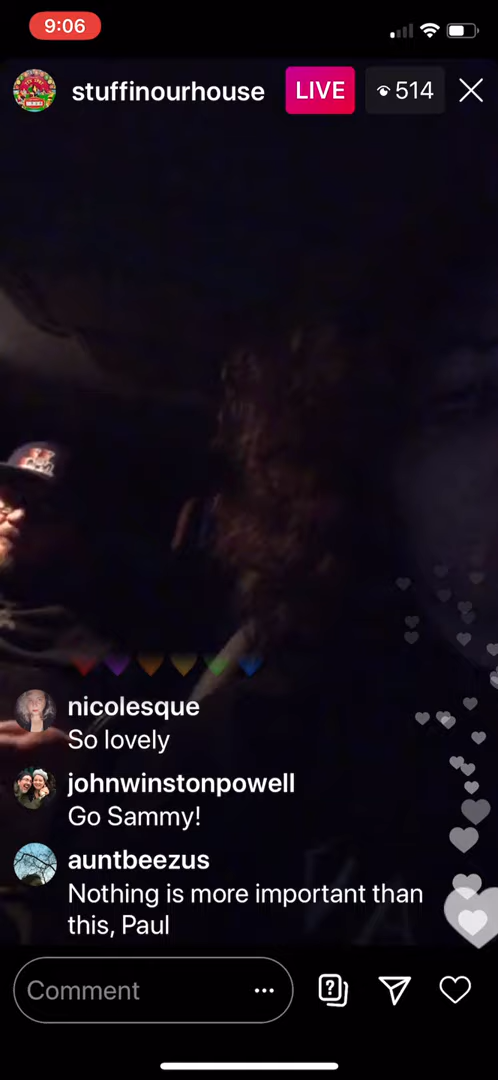 9:06
stuffinourhouse LIVE 514
nicolesque
So lovely
johnwinstonpowell
Go Sammy!
auntbeezus
Nothing is more important than
this, Paul
Comment